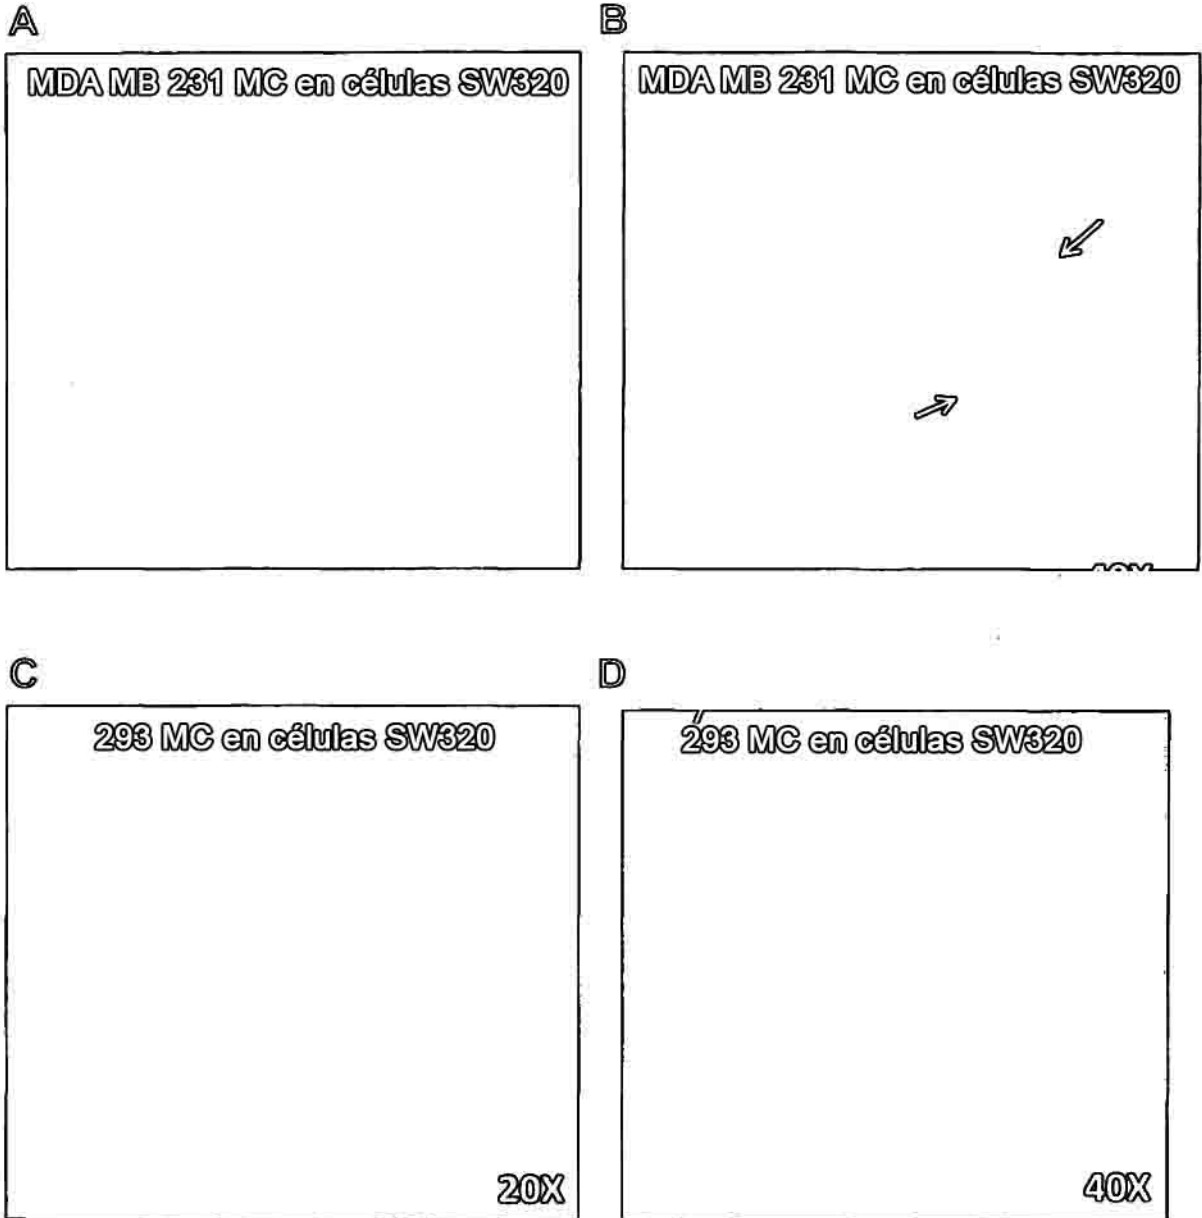 A
B
MDA MB 231 MC en células SW320
MDA MB 231 MC en células SW320
40X
C
D
293 MC en células SW320
293 MC en células SW320
20X
40X